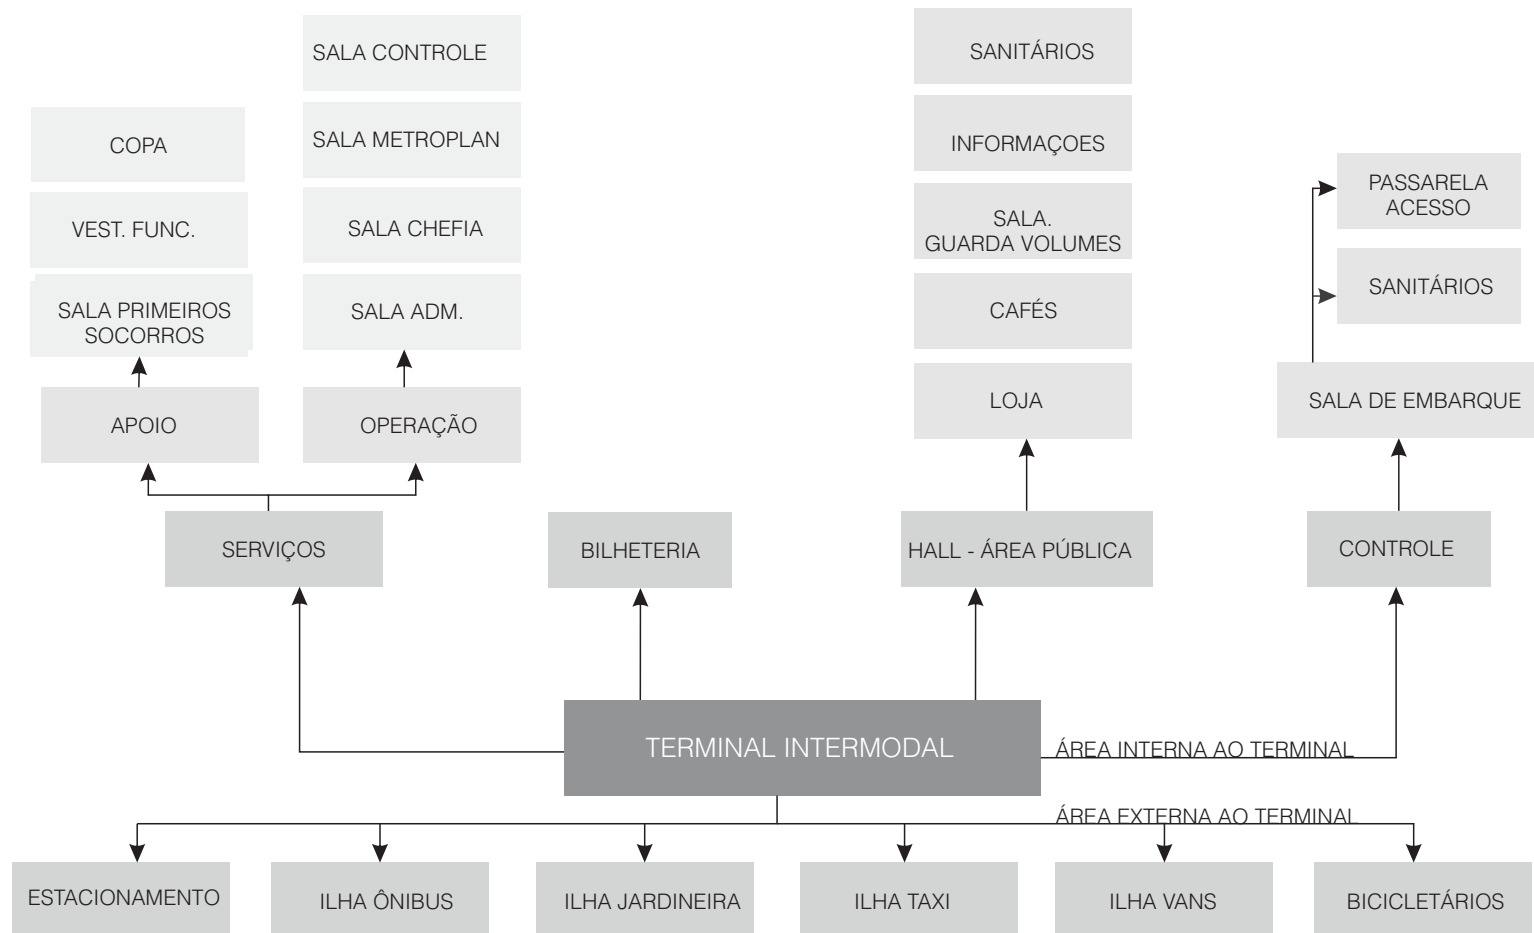 SALA CONTROLE
SANITÁRIOS
COPA
SALA METROPLAN
INFORMAÇOES
PASSARELA
ACESSO
VEST. FUNC.
SALA CHEFIA
SALA.
GUARDA VOLUMES
SANITÁRIOS
SALA PRIMEIROS
SOCORROS
SALA ADM.
CAFÉS
LOJA
SALA DE EMBARQUE
APOIO
OPERAÇÃO
SERVIÇOS
BILHETERIA
HALL - ÁREA PÚBLICA
CONTROLE
TERMINAL INTERMODAL
ÁREA INTERNA AO TERMINAL
ÁREA EXTERNA AO TERMINAL
ESTACIONAMENTO
ILHA ÔNIBUS
ILHA JARDINEIRA
ILHA TAXI
ILHA VANS
BICICLETÁRIOS